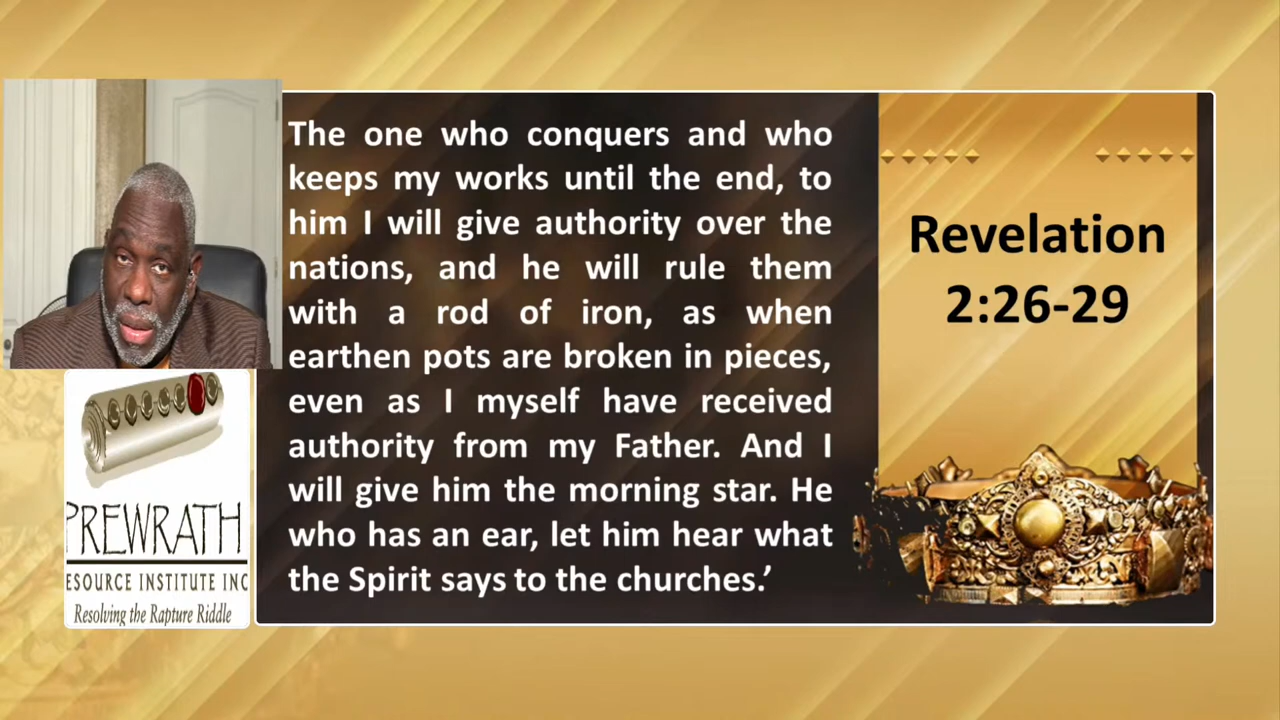 The one who conquers and who
keeps my works until the end, to
him I will give authority over the
nations, and he will rule them
with a rod of iron, as when
earthen pots are broken in pieces,
even as I myself have received
authority from my Father. And I
will give him the morning star. He
who has an ear, let him hear what
the Spirit says to the churches.’
Revelation
2:26-29
PREWRATH
ESOURCE INSTITUTE INC
Resolving the Rapture Riddle